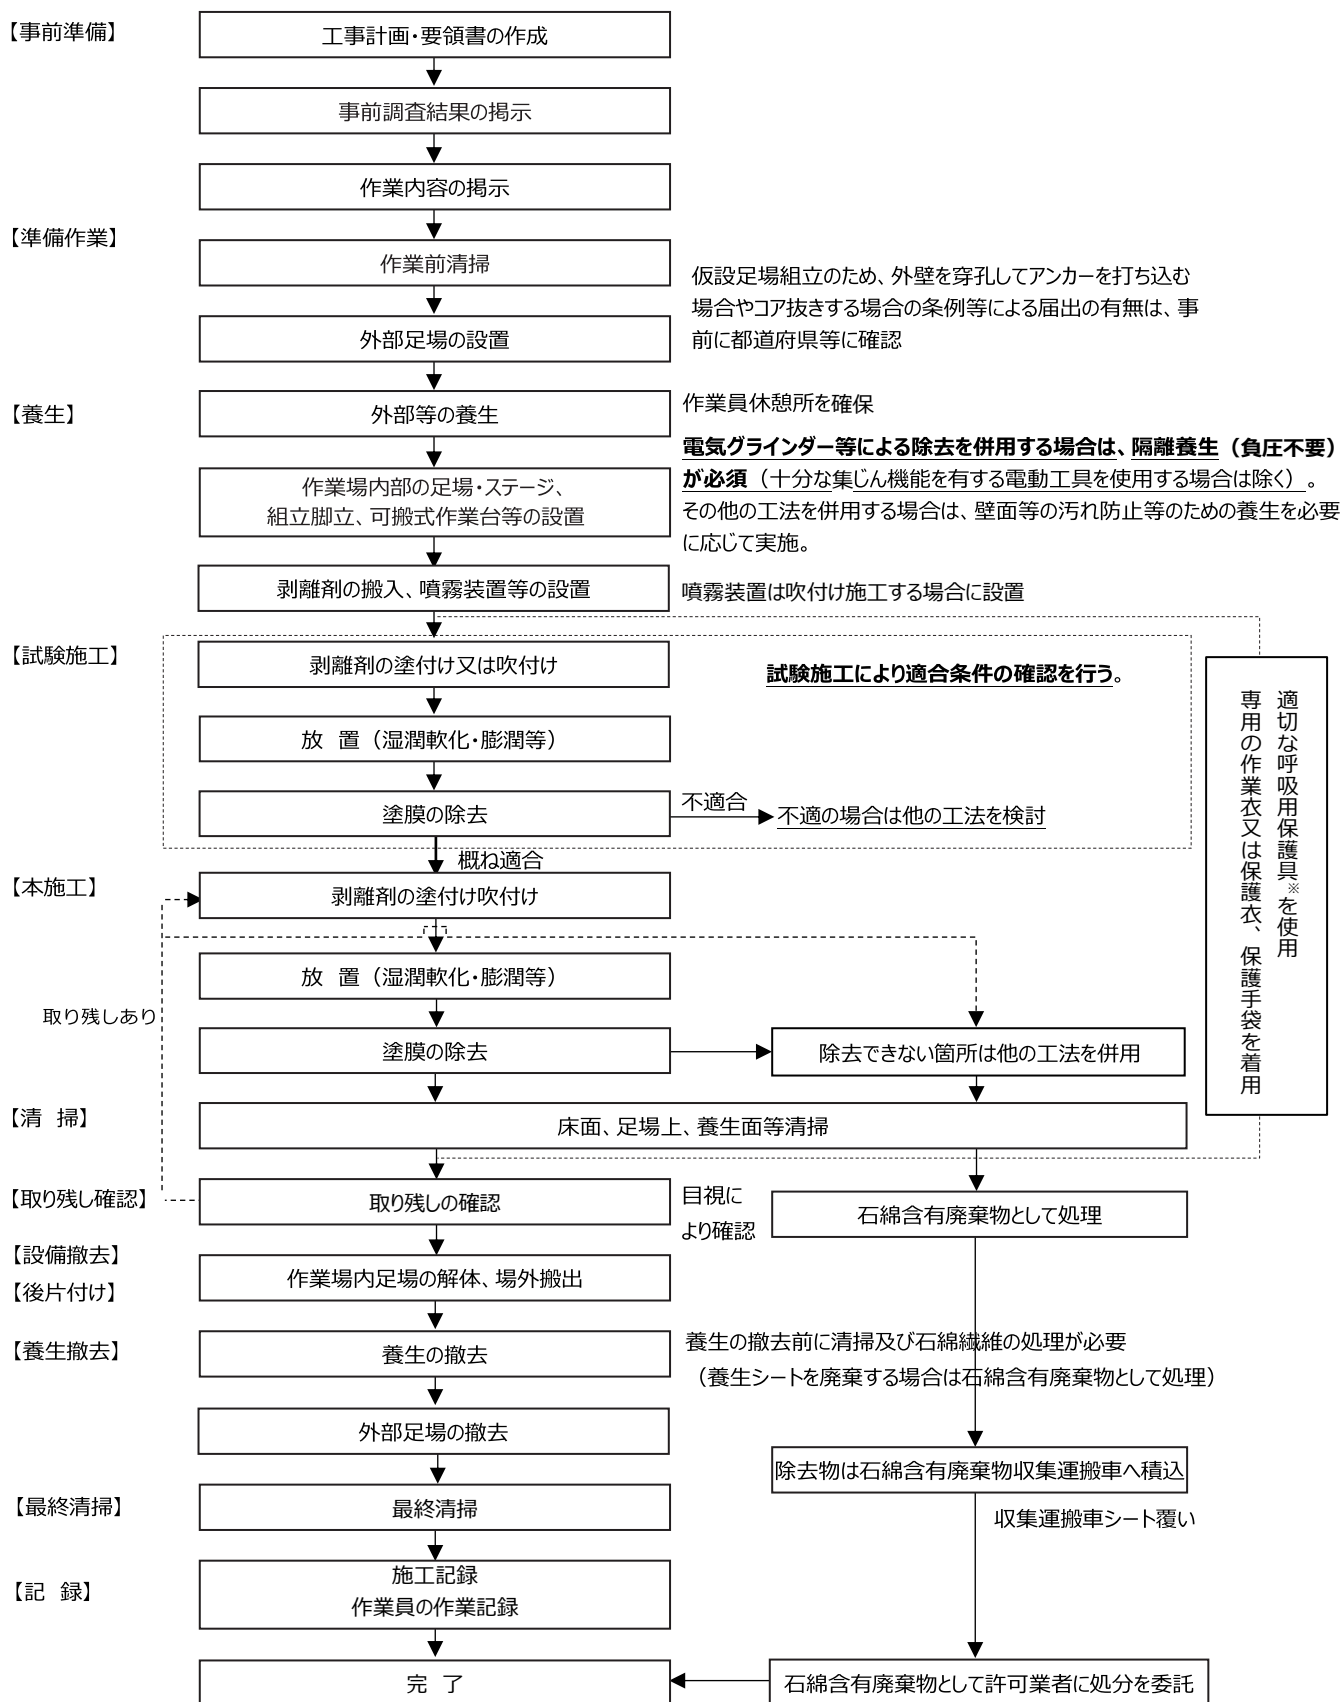 【事前準備】
工事計画・要領書の作成
事前調査結果の掲示
作業内容の掲示
【準備作業】
作業前清掃
仮設足場組立のため、外壁を穿孔してアンカーを打ち込む
場合やコア抜きする場合の条例等による届出の有無は、事
前に都道府県等に確認
外部足場の設置
【養生】
外部等の養生
作業員休憩所を確保
電気グラインダー等による除去を併用する場合は、隔離養生（負圧不要）
が必須（十分な集じん機能を有する電動工具を使用する場合は除く）。
その他の工法を併用する場合は、壁面等の汚れ防止等のための養生を必要
に応じて実施。
作業場内部の足場・ステージ、
組立脚立、可搬式作業台等の設置
剥離剤の搬入、噴霧装置等の設置
噴霧装置は吹付け施工する場合に設置
【試験施工】
剥離剤の塗付け又は吹付け
試験施工により適合条件の確認を行う。
放　置（湿潤軟化・膨潤等）
塗膜の除去
不適合
不適の場合は他の工法を検討
概ね適合
適切な呼吸用保護具※を使用
専用の作業衣又は保護衣、保護手袋を着用
【本施工】
剥離剤の塗付け吹付け
放　置（湿潤軟化・膨潤等）
取り残しあり
塗膜の除去
除去できない箇所は他の工法を併用
【清　掃】
床面、足場上、養生面等清掃
【取り残し確認】
取り残しの確認
目視に
より確認
石綿含有廃棄物として処理
【設備撤去】
【後片付け】
作業場内足場の解体、場外搬出
【養生撤去】
養生の撤去
養生の撤去前に清掃及び石綿繊維の処理が必要
（養生シートを廃棄する場合は石綿含有廃棄物として処理）
外部足場の撤去
除去物は石綿含有廃棄物収集運搬車へ積込
収集運搬車シート覆い
【最終清掃】
最終清掃
【記　録】
施工記録
作業員の作業記録
完　了
石綿含有廃棄物として許可業者に処分を委託